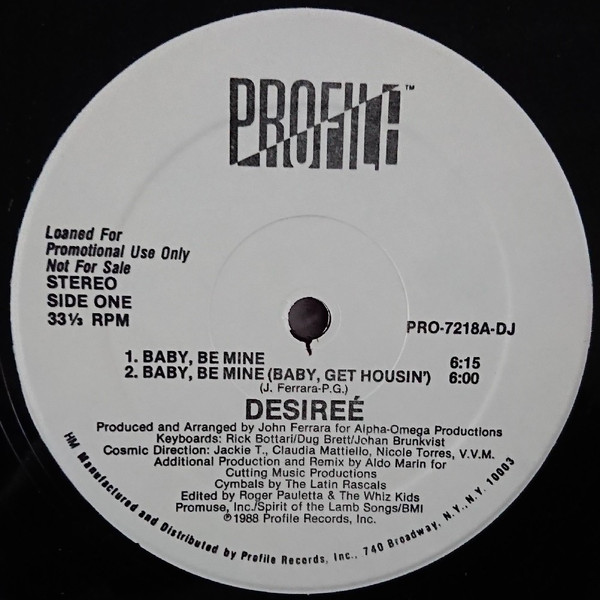 PROFILE™
Loaned For
Promotional Use Only
Not For Sale
STEREO
SIDE ONE
33⅓ RPM
PRO-7218A-DJ
1. BABY, BE MINE 6:15
2. BABY, BE MINE (BABY, GET HOUSIN') 6:00
(J. Ferrara-P.G.)
DESIREÉ
Produced and Arranged by John Ferrara for Alpha-Omega Productions
Keyboards: Rick Bottari/Dug Brett/Johan Brunkvist
Cosmic Direction: Jackie T., Claudia Mattiello, Nicole Torres, V.V.M.
Additional Production and Remix by Aldo Marin for
Cutting Music Productions
Cymbals by The Latin Rascals
Edited by Roger Pauletta & The Whiz Kids
Promuse, Inc./Spirit of the Lamb Songs/BMI
℗1988 Profile Records, Inc.
HM Manufactured and Distributed by Profile Records, Inc., 740 Broadway, N.Y., N.Y. 10003